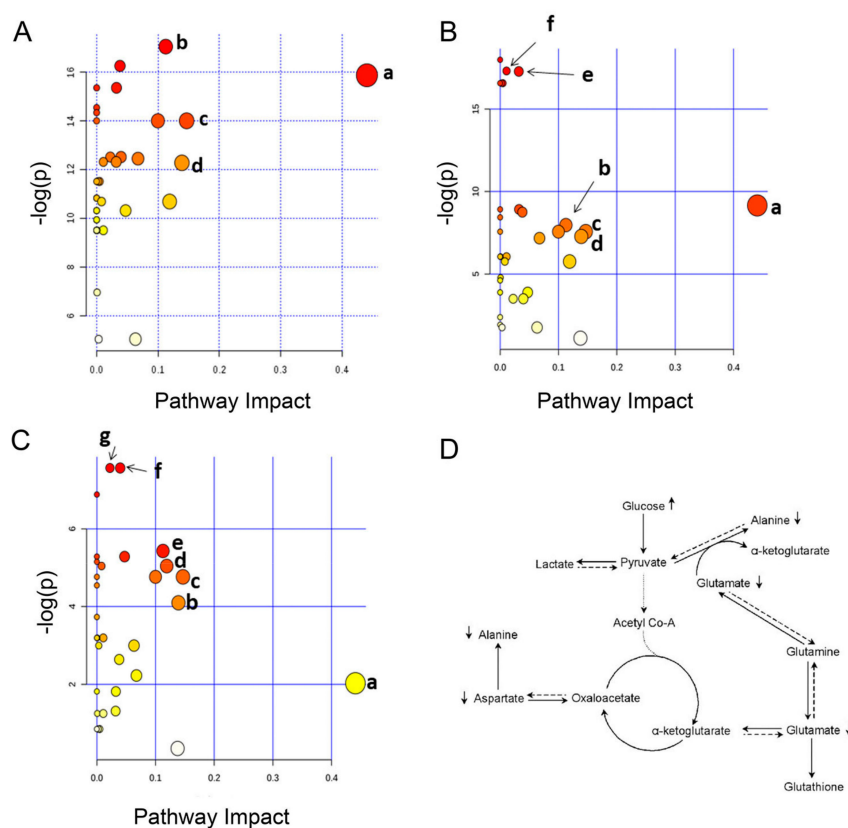 A
b
a
c
d
16
14
12
10
8
6
-log(p)
0.0 0.1 0.2 0.3 0.4
Pathway Impact
B
f
e
b
a
c
d
15
10
5
-log(p)
0.0 0.1 0.2 0.3 0.4
Pathway Impact
C
g
f
e
d
c
b
a
6
4
2
-log(p)
0.0 0.1 0.2 0.3 0.4
Pathway Impact
D
Glucose ↑
Alanine ↓
Lactate Pyruvate α-ketoglutarate
Glutamate ↓
Acetyl Co-A
↓ Alanine
Glutamine
↓ Aspartate Oxaloacetate
α-ketoglutarate Glutamate ↓
Glutathione